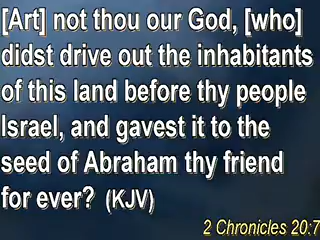 [Art] not thou our God, [who]
didst drive out the inhabitants
of this land before thy people
Israel, and gavest it to the
seed of Abraham thy friend
for ever? (KJV)
2 Chronicles 20:7